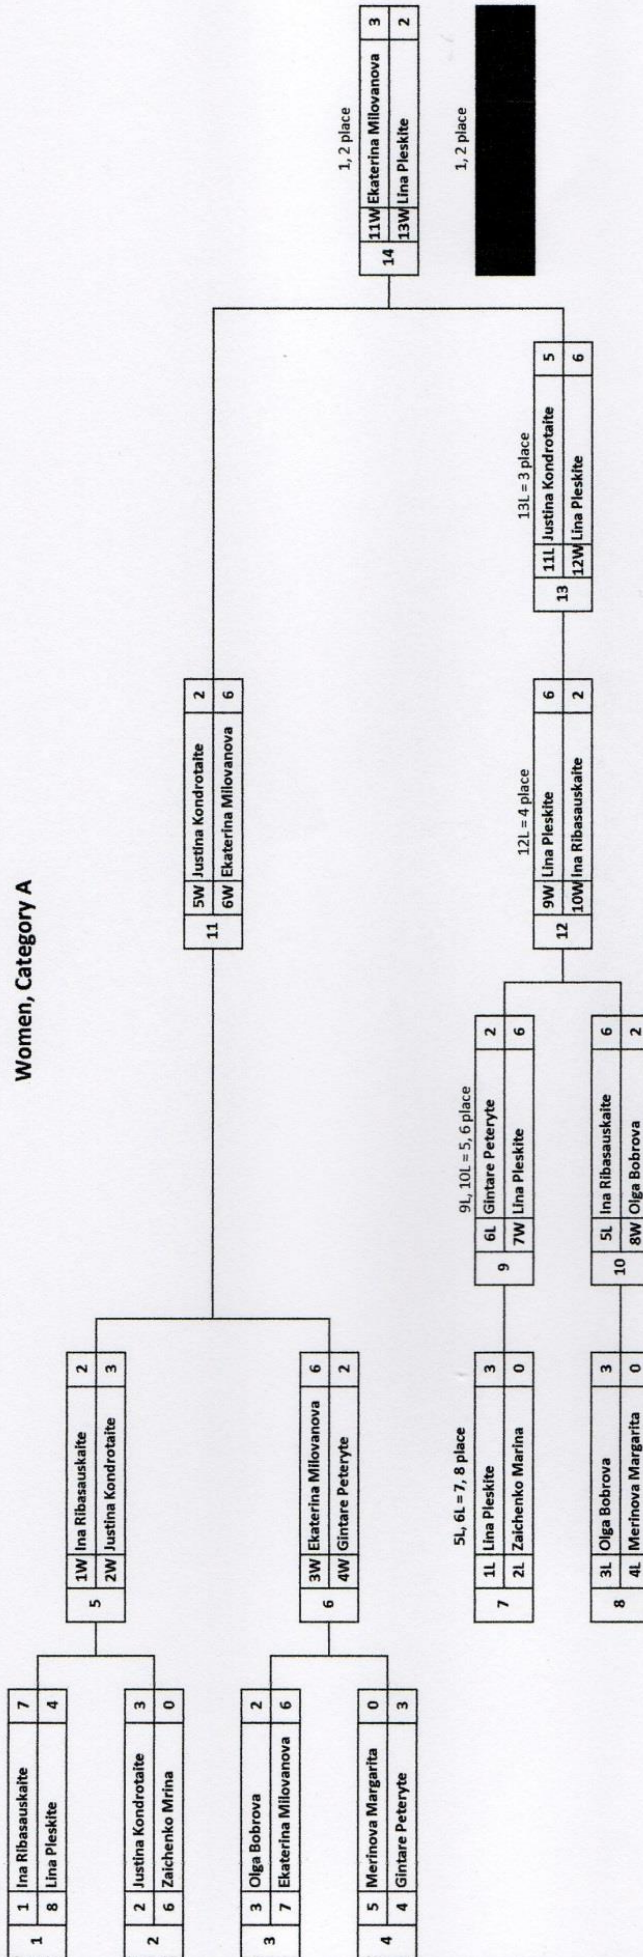 Women, Category A
1 1 Ina Ribasauskaite 7
8 Lina Pleskite 4
2 2 Justina Kondrotaite 3
6 Zaichenko Mrina 0
3 3 Olga Bobrova 2
7 Ekaterina Milovanova 6
4 5 Merinova Margarita 0
4 Gintare Peteryte 3
5 1W Ina Ribasauskaite 2
2W Justina Kondrotaite 3
6 3W Ekaterina Milovanova 6
4W Gintare Peteryte 2
5L, 6L = 7, 8 place
7 1L Lina Pleskite 3
2L Zaichenko Marina 0
8 3L Olga Bobrova 3
4L Merinova Margarita 0
9L, 10L = 5, 6 place
9 6L Gintare Peteryte 2
7W Lina Pleskite 6
10 5L Ina Ribasauskaite 6
8W Olga Bobrova 2
11 5W Justina Kondrotaite 2
6W Ekaterina Milovanova 6
12L = 4 place
12 9W Lina Pleskite 6
10W Ina Ribasauskaite 2
13L = 3 place
13 11L Justina Kondrotaite 5
12W Lina Pleskite 6
1, 2 place
14 11W Ekaterina Milovanova 3
13W Lina Pleskite 2
1, 2 place